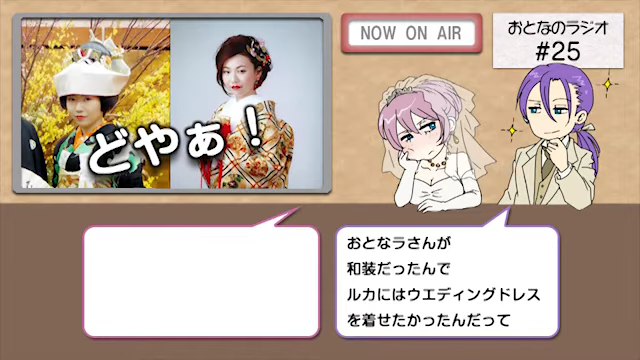 どやぁ！
NOW ON AIR
おとなのラジオ
#25
おとなラさんが
和装だったんで
ルカにはウエディングドレス
を着せたかったんだって